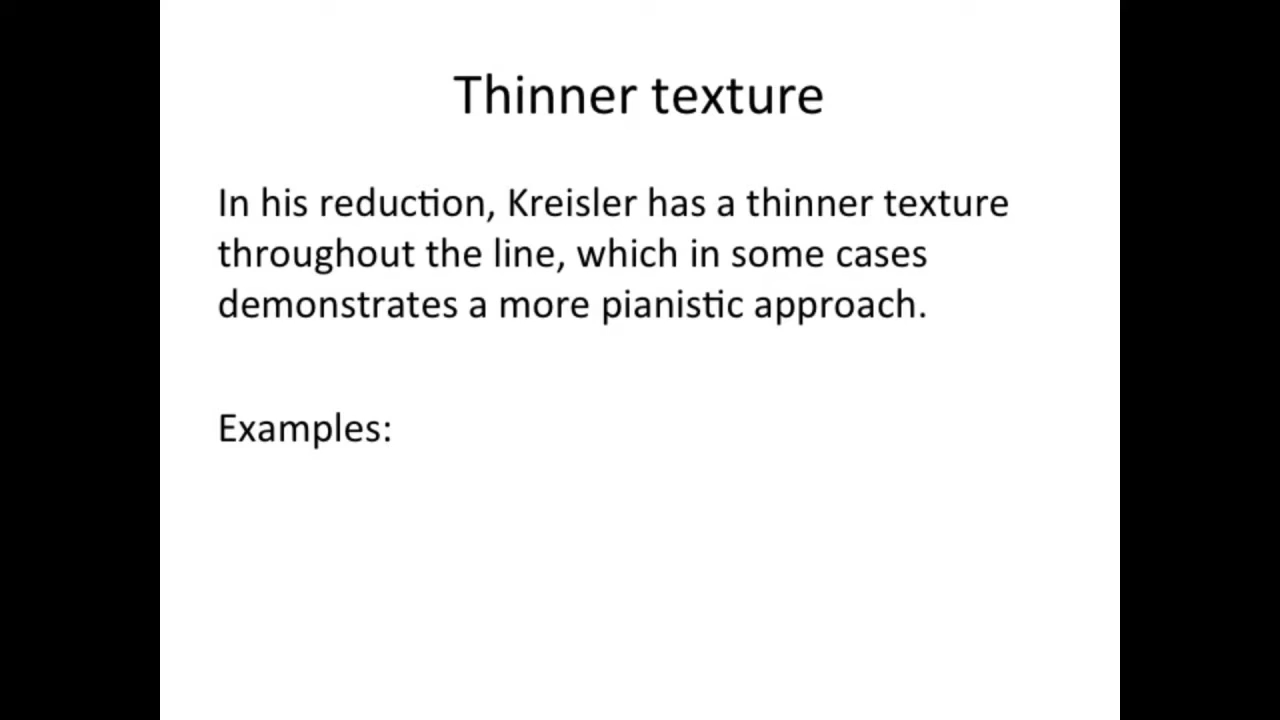 Thinner texture
In his reduction, Kreisler has a thinner texture
throughout the line, which in some cases
demonstrates a more pianistic approach.
Examples: